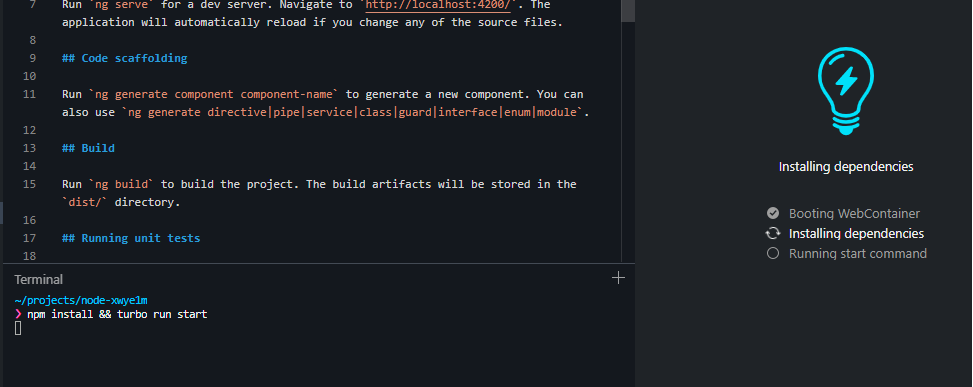 7 Run `ng serve` for a dev server. Navigate to `http://localhost:4200/`. The
application will automatically reload if you change any of the source files.
8
9 ## Code scaffolding
10
11 Run `ng generate component component-name` to generate a new component. You can
also use `ng generate directive|pipe|service|class|guard|interface|enum|module`.
12
13 ## Build
14
15 Run `ng build` to build the project. The build artifacts will be stored in the
`dist/` directory.
16
17 ## Running unit tests
18
Terminal
~/projects/node-xwye1m
❯ npm install && turbo run start
Installing dependencies
Booting WebContainer
Installing dependencies
Running start command